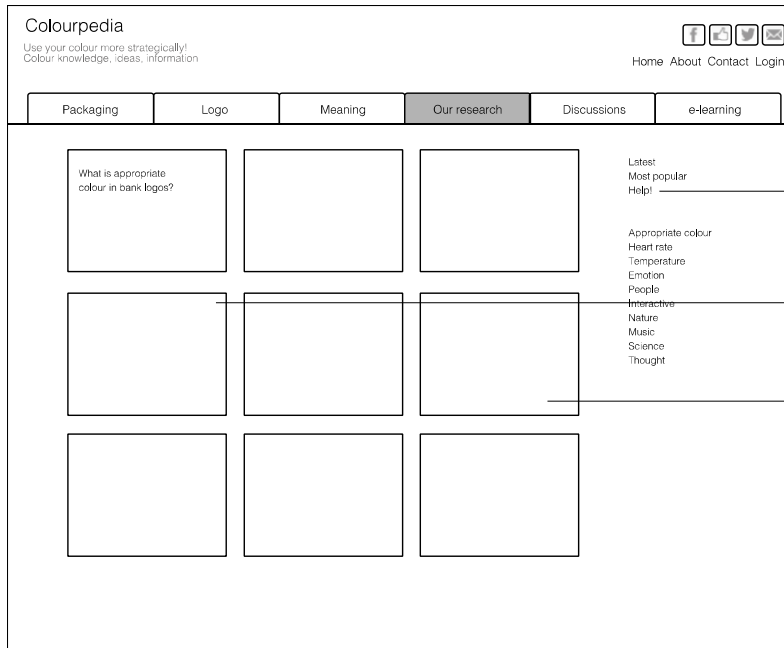 Colourpedia
Use your colour more strategically!
Colour knowledge, ideas, information
Home About Contact Login
Packaging Logo Meaning Our research Discussions e-learning
What is appropriate
colour in bank logos?
Latest
Most popular
Help!
Appropriate colour
Heart rate
Temperature
Emotion
People
Interactive
Nature
Music
Science
Thought